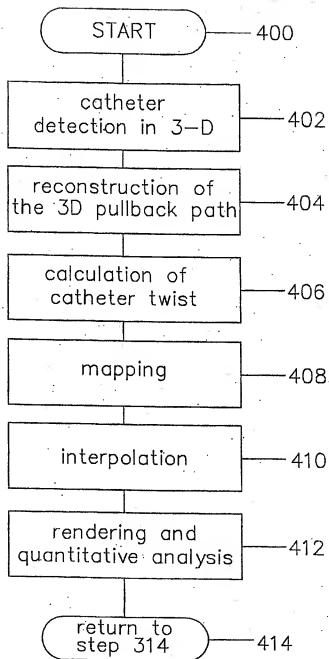 START
400
catheter
detection in 3-D
402
reconstruction of
the 3D pullback path
404
calculation of
catheter twist
406
mapping
408
interpolation
410
rendering and
quantitative analysis
412
return to
step 314
414